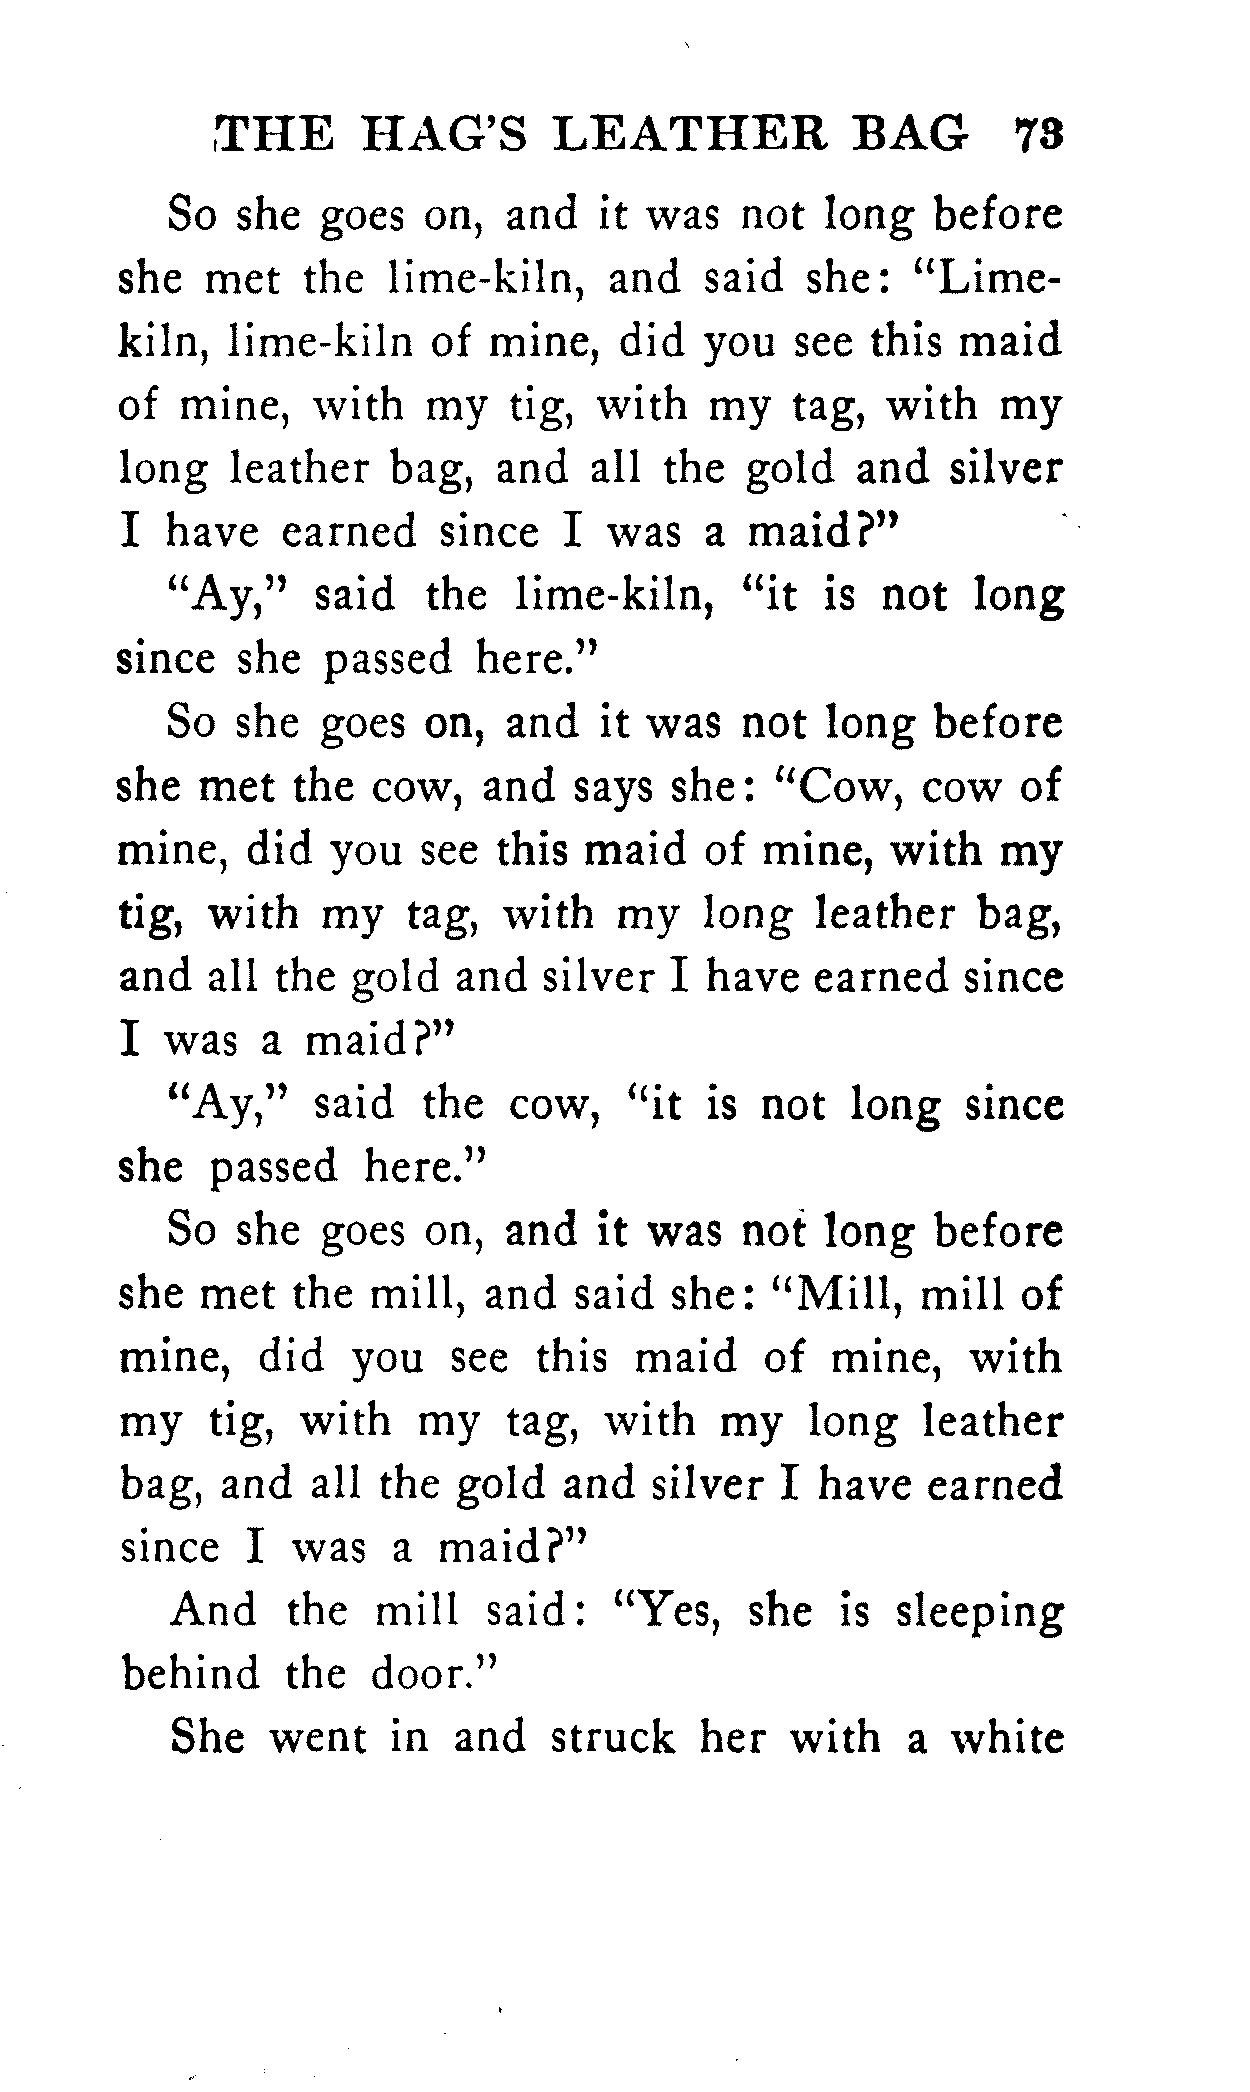 THE HAG'S LEATHER BAG 73
So she goes on, and it was not long before
she met the lime-kiln, and said she: "Lime-
kiln, lime-kiln of mine, did you see this maid
of mine, with my tig, with my tag, with my
long leather bag, and all the gold and silver
I have earned since I was a maid?"
"Ay," said the lime-kiln, "it is not long
since she passed here."
So she goes on, and it was not long before
she met the cow, and says she: "Cow, cow of
mine, did you see this maid of mine, with my
tig, with my tag, with my long leather bag,
and all the gold and silver I have earned since
I was a maid?"
"Ay," said the cow, "it is not long since
she passed here."
So she goes on, and it was not long before
she met the mill, and said she: "Mill, mill of
mine, did you see this maid of mine, with
my tig, with my tag, with my long leather
bag, and all the gold and silver I have earned
since I was a maid?"
And the mill said: "Yes, she is sleeping
behind the door."
She went in and struck her with a white